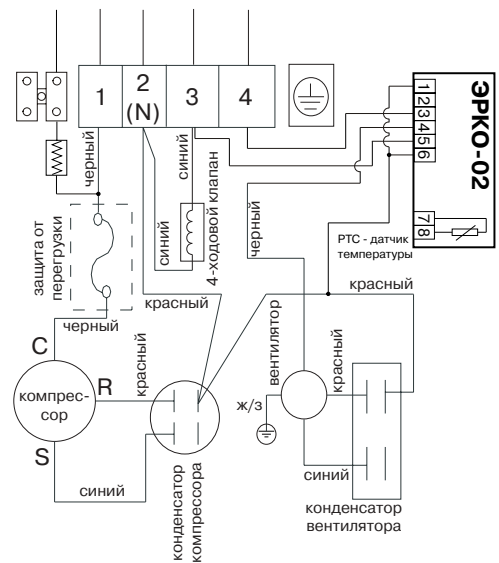 1
2
(N)
3
4
1
2
3
4
5
6
7
8
ЭРКО-02
черный
синий
синий
4-ходовой клапан
черный
защита от
перегрузки
РТС - датчик
температуры
красный
красный
черный
C
R
S
компрес-
сор
красный
вентилятор
красный
ж/з
синий
синий
конденсатор
компрессора
конденсатор
вентилятора